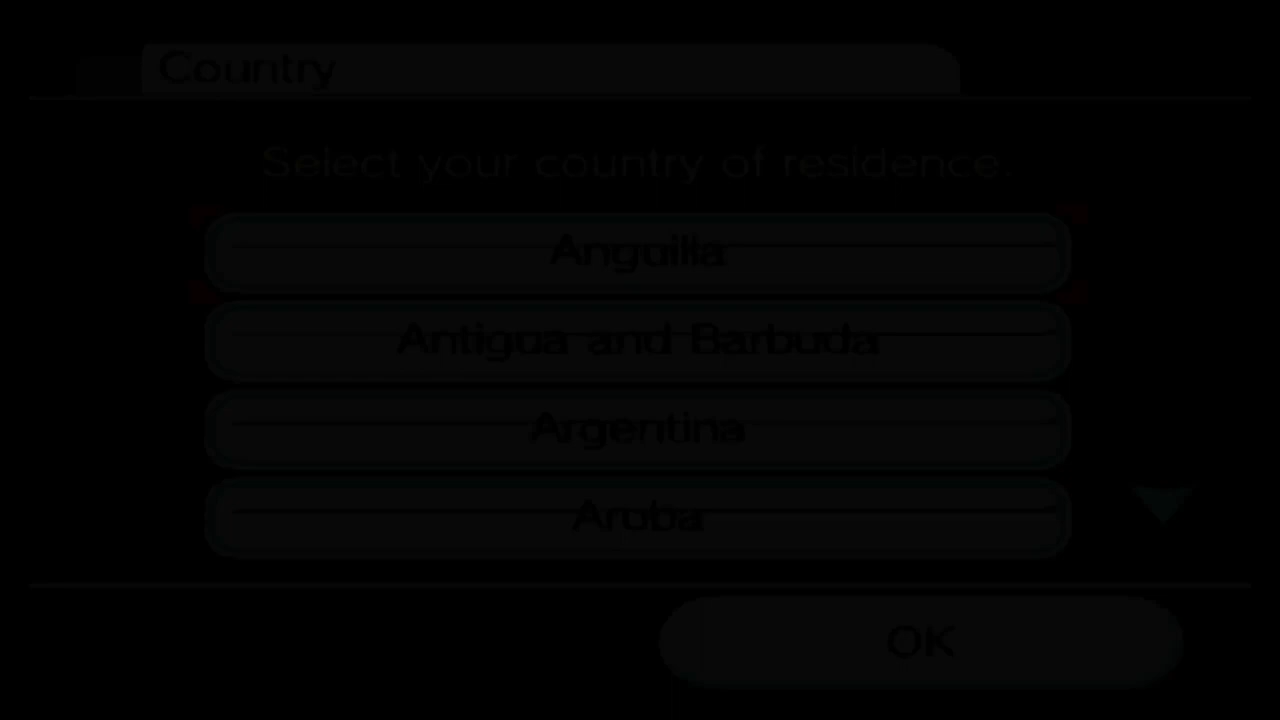 Country
Select your country of residence.
Anguilla
Antigua and Barbuda
Argentina
Aruba
OK